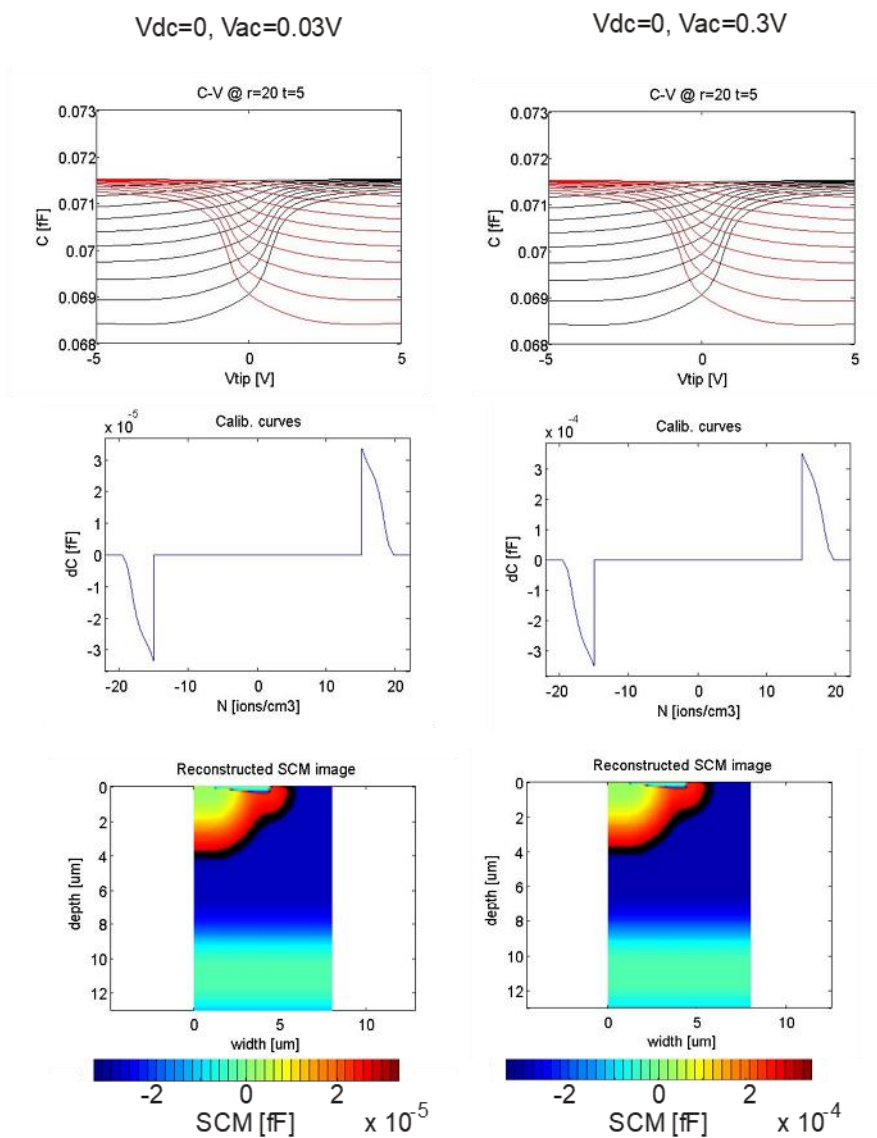 Vdc=0, Vac=0.03V
C-V @ r=20 t=5
0.073
0.072
0.071
0.07
0.069
0.068
C [fF]
-5
0
5
Vtip [V]
Calib. curves
x 10^-5
3
2
1
0
-1
-2
-3
dC [fF]
-20
-10
0
10
20
N [ions/cm3]
Reconstructed SCM image
0
2
4
6
8
10
12
depth [um]
0
5
10
width [um]
-2
0
2
SCM [fF]
x 10^-5
Vdc=0, Vac=0.3V
C-V @ r=20 t=5
0.073
0.072
0.071
0.07
0.069
0.068
C [fF]
-5
0
5
Vtip [V]
Calib. curves
x 10^-4
3
2
1
0
-1
-2
-3
dC [fF]
-20
-10
0
10
20
N [ions/cm3]
Reconstructed SCM image
0
2
4
6
8
10
12
depth [um]
0
5
10
width [um]
-2
0
2
SCM [fF]
x 10^-4